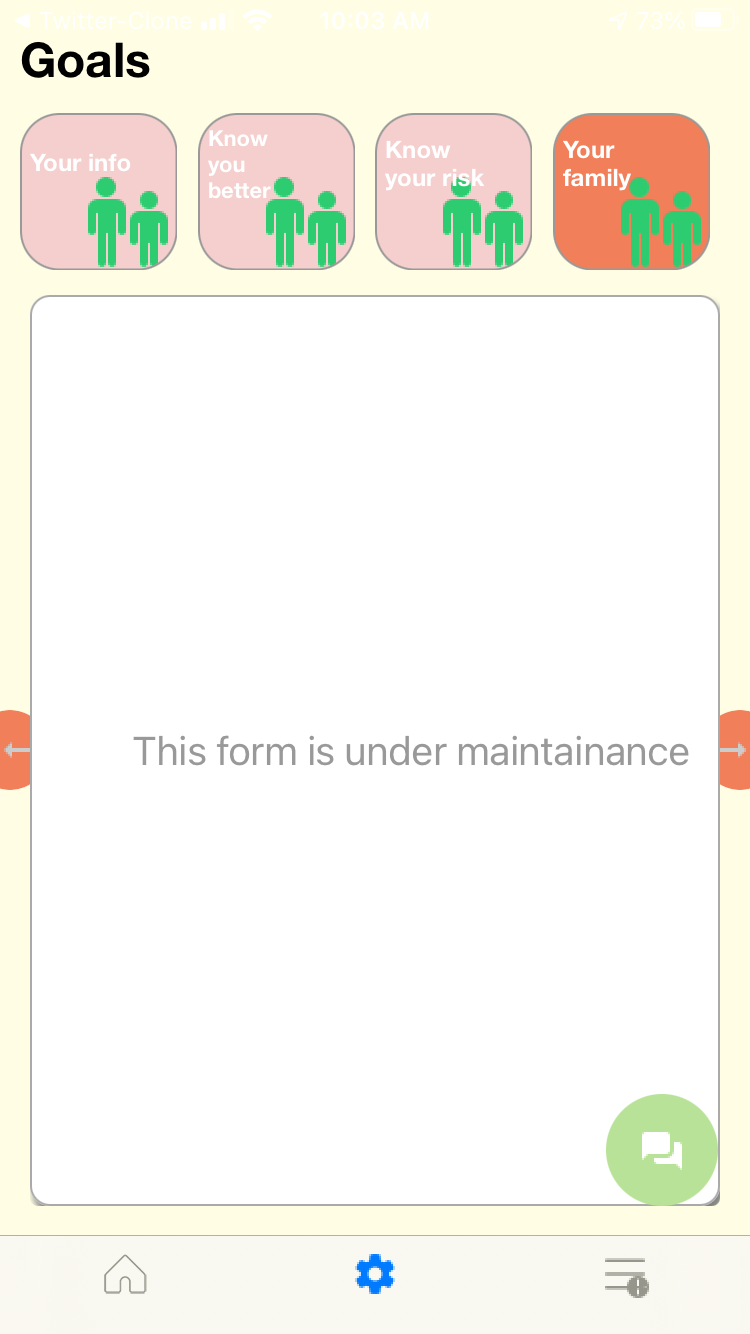 Twitter-Clone 10:03 AM 73%
Goals
Your info
Know
you
better
Know
your risk
Your
family
This form is under maintainance